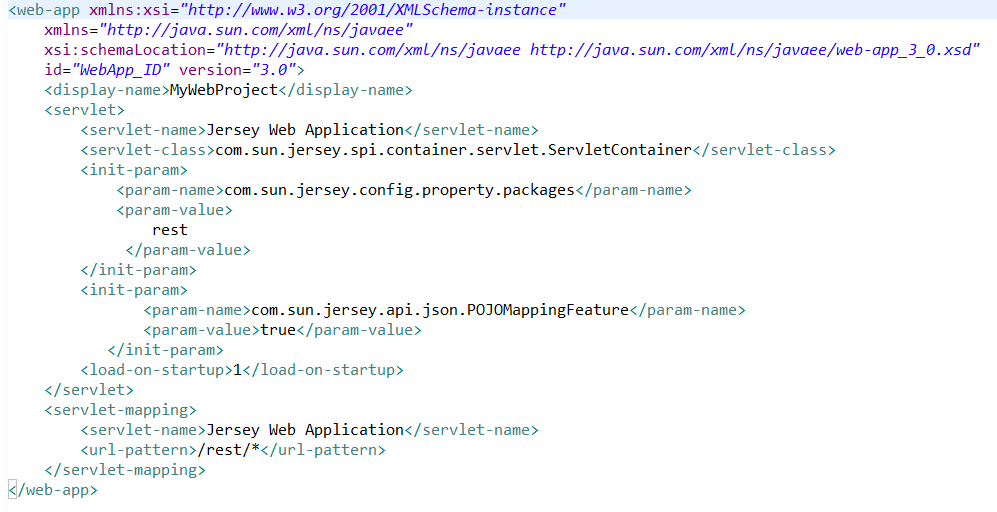 <web-app xmlns:xsi="http://www.w3.org/2001/XMLSchema-instance"
    xmlns="http://java.sun.com/xml/ns/javaee"
    xsi:schemaLocation="http://java.sun.com/xml/ns/javaee http://java.sun.com/xml/ns/javaee/web-app_3_0.xsd"
    id="WebApp_ID" version="3.0">
    <display-name>MyWebProject</display-name>
    <servlet>
        <servlet-name>Jersey Web Application</servlet-name>
        <servlet-class>com.sun.jersey.spi.container.servlet.ServletContainer</servlet-class>
        <init-param>
            <param-name>com.sun.jersey.config.property.packages</param-name>
            <param-value>
                rest
             </param-value>
        </init-param>
        <init-param>
               <param-name>com.sun.jersey.api.json.POJOMappingFeature</param-name>
               <param-value>true</param-value>
           </init-param>
        <load-on-startup>1</load-on-startup>
    </servlet>
    <servlet-mapping>
        <servlet-name>Jersey Web Application</servlet-name>
        <url-pattern>/rest/*</url-pattern>
    </servlet-mapping>
</web-app>